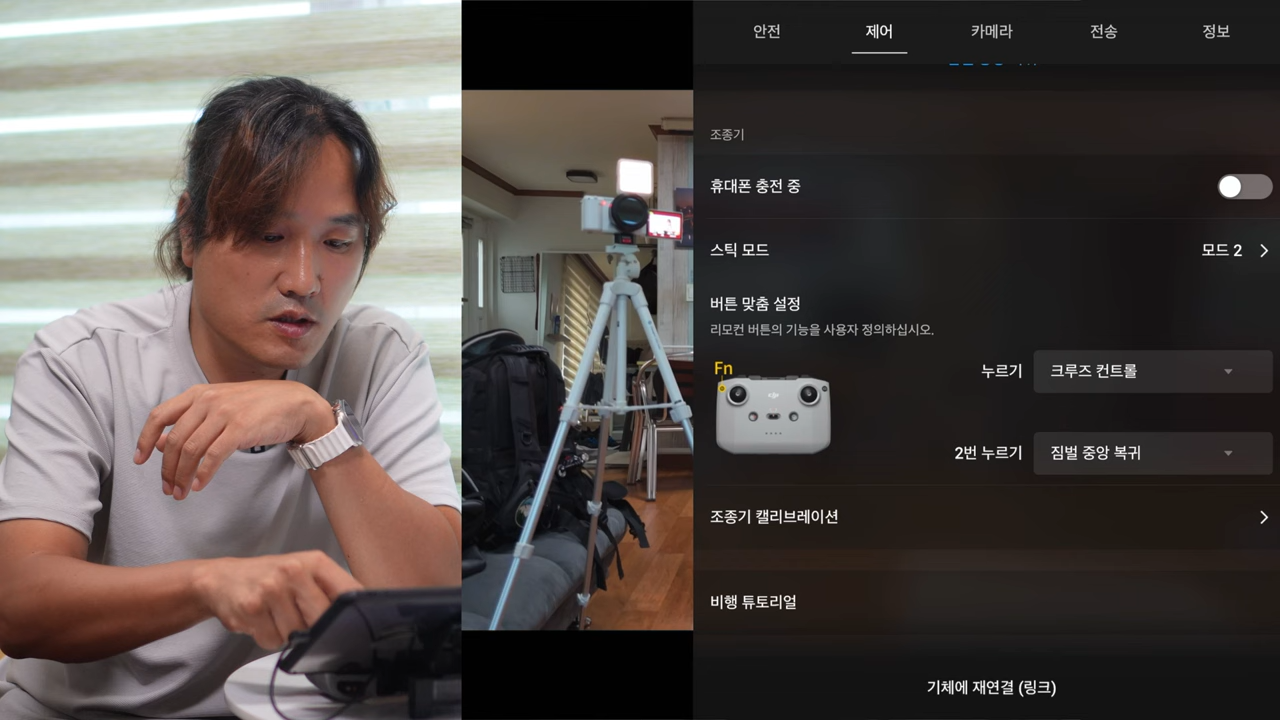 안전 제어 카메라 전송 정보
조종기
휴대폰 충전 중
스틱 모드 모드 2
버튼 맞춤 설정
리모컨 버튼의 기능을 사용자 정의하십시오.
Fn
누르기 크루즈 컨트롤
dji
2번 누르기 짐벌 중앙 복귀
조종기 캘리브레이션
비행 튜토리얼
기체에 재연결 (링크)